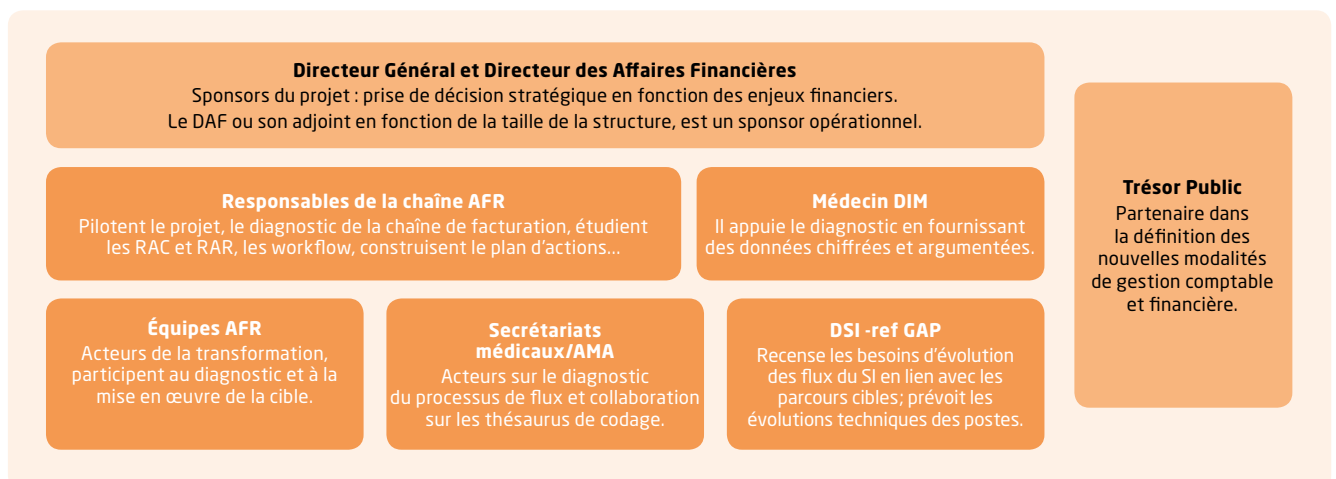 Directeur Général et Directeur des Affaires Financières
Sponsors du projet : prise de décision stratégique en fonction des enjeux financiers.
Le DAF ou son adjoint en fonction de la taille de la structure, est un sponsor opérationnel.
Responsables de la chaîne AFR
Pilotent le projet, le diagnostic de la chaîne de facturation, étudient
les RAC et RAR, les workflow, construisent le plan d'actions...
Médecin DIM
Il appuie le diagnostic en fournissant
des données chiffrées et argumentées.
Équipes AFR
Acteurs de la transformation,
participent au diagnostic et à la
mise en œuvre de la cible.
Secrétariats
médicaux/AMA
Acteurs sur le diagnostic
du processus de flux et collaboration
sur les thésaurus de codage.
DSI -ref GAP
Recense les besoins d'évolution
des flux du SI en lien avec les
parcours cibles; prévoit les
évolutions techniques des postes.
Trésor Public
Partenaire dans
la définition des
nouvelles modalités
de gestion comptable
et financière.